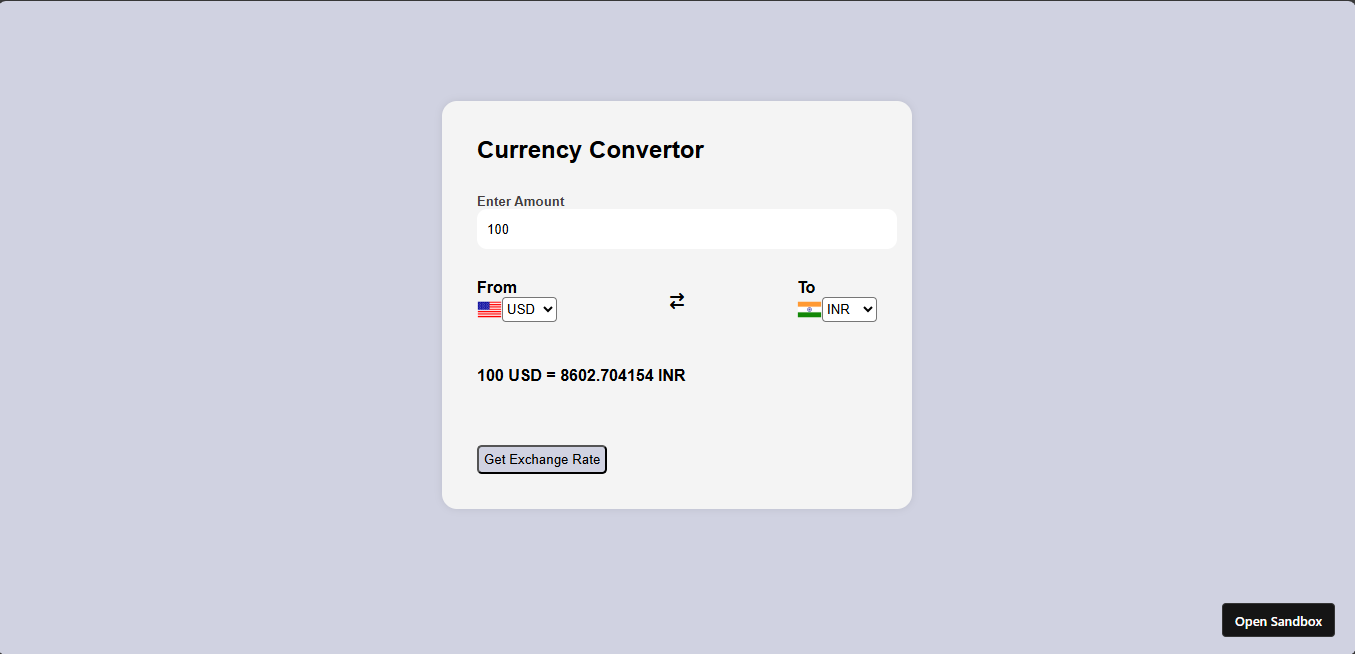 Currency Convertor
Enter Amount
100
From To
USD INR
100 USD = 8602.704154 INR
Get Exchange Rate
Open Sandbox